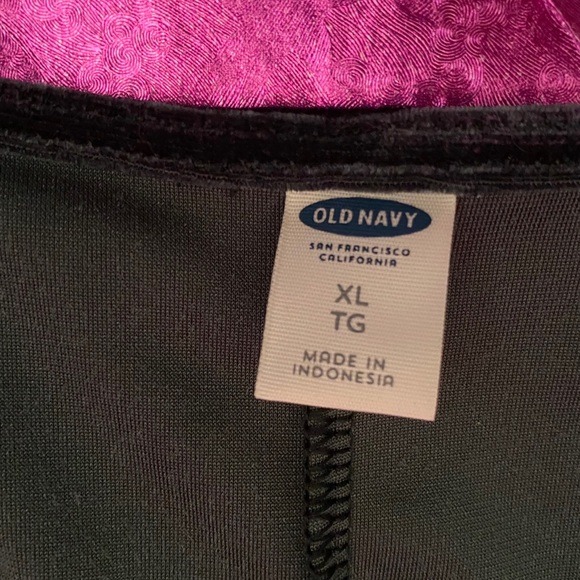 OLD NAVY
SAN FRANCISCO
CALIFORNIA
XL
TG
MADE IN
INDONESIA